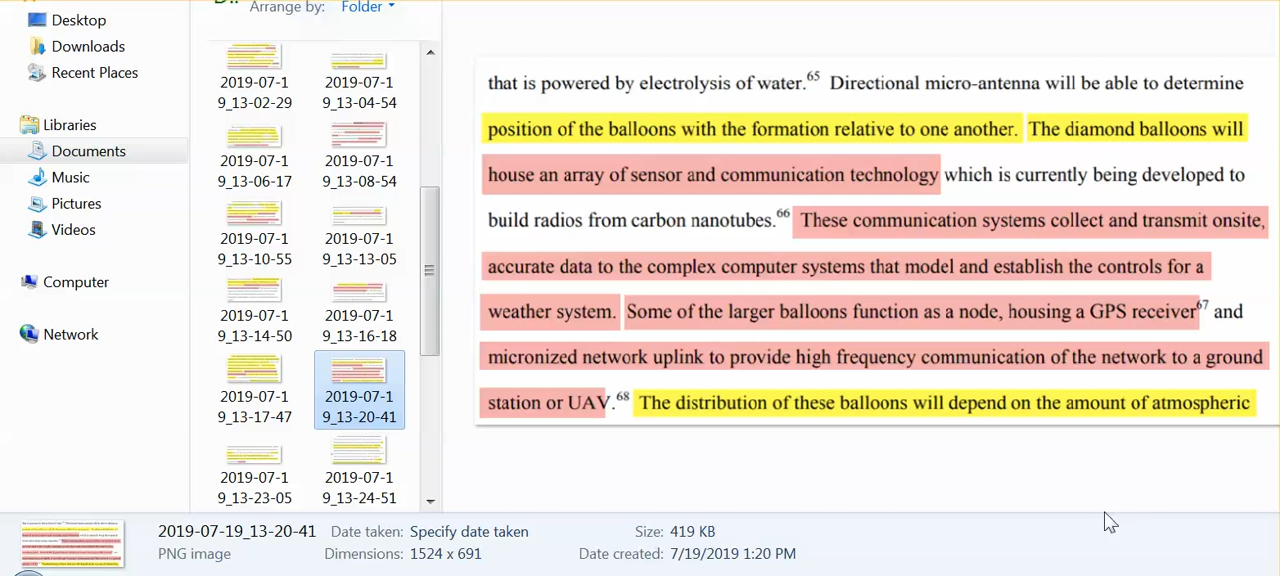 Arrange by: Folder
Desktop
Downloads
Recent Places
Libraries
Documents
Music
Pictures
Videos
Computer
Network
2019-07-1
9_13-02-29
2019-07-1
9_13-04-54
2019-07-1
9_13-06-17
2019-07-1
9_13-08-54
2019-07-1
9_13-10-55
2019-07-1
9_13-13-05
2019-07-1
9_13-14-50
2019-07-1
9_13-16-18
2019-07-1
9_13-17-47
2019-07-1
9_13-20-41
2019-07-1
9_13-23-05
2019-07-1
9_13-24-51
that is powered by electrolysis of water.65 Directional micro-antenna will be able to determine
position of the balloons with the formation relative to one another. The diamond balloons will
house an array of sensor and communication technology which is currently being developed to
build radios from carbon nanotubes.66 These communication systems collect and transmit onsite,
accurate data to the complex computer systems that model and establish the controls for a
weather system. Some of the larger balloons function as a node, housing a GPS receiver67 and
micronized network uplink to provide high frequency communication of the network to a ground
station or UAV.68 The distribution of these balloons will depend on the amount of atmospheric
2019-07-19_13-20-41 Date taken: Specify date taken Size: 419 KB
PNG image Dimensions: 1524 x 691 Date created: 7/19/2019 1:20 PM